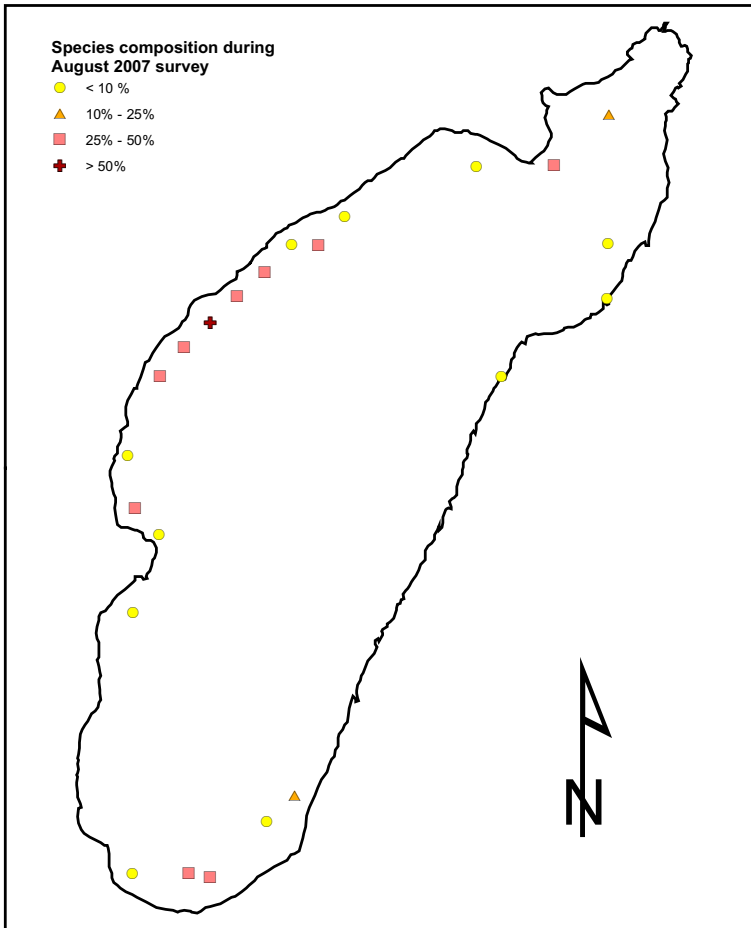 Species composition during
August 2007 survey
< 10 %
10% - 25%
25% - 50%
> 50%
N